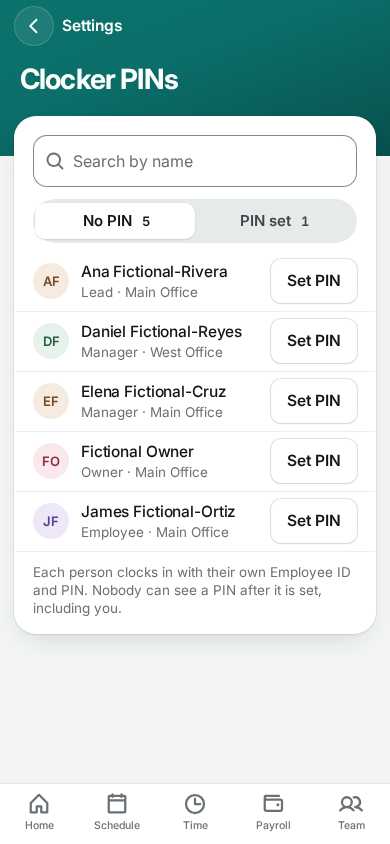 Settings
Clocker PINs
Search by name
No PIN 5
PIN set 1
AF
Ana Fictional-Rivera
Lead · Main Office
Set PIN
DF
Daniel Fictional-Reyes
Manager · West Office
Set PIN
EF
Elena Fictional-Cruz
Manager · Main Office
Set PIN
FO
Fictional Owner
Owner · Main Office
Set PIN
JF
James Fictional-Ortiz
Employee · Main Office
Set PIN
Each person clocks in with their own Employee ID
and PIN. Nobody can see a PIN after it is set,
including you.
Home
Schedule
Time
Payroll
Team